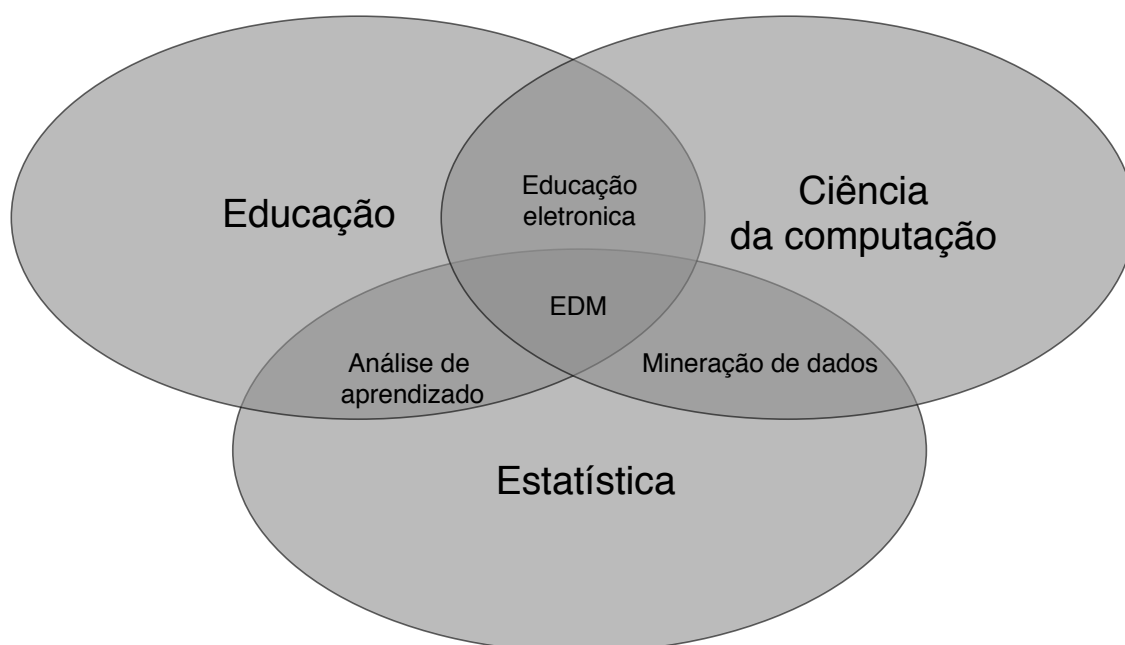 Educação
Educação
eletronica
Ciência
da computação
EDM
Análise de
aprendizado
Mineração de dados
Estatística